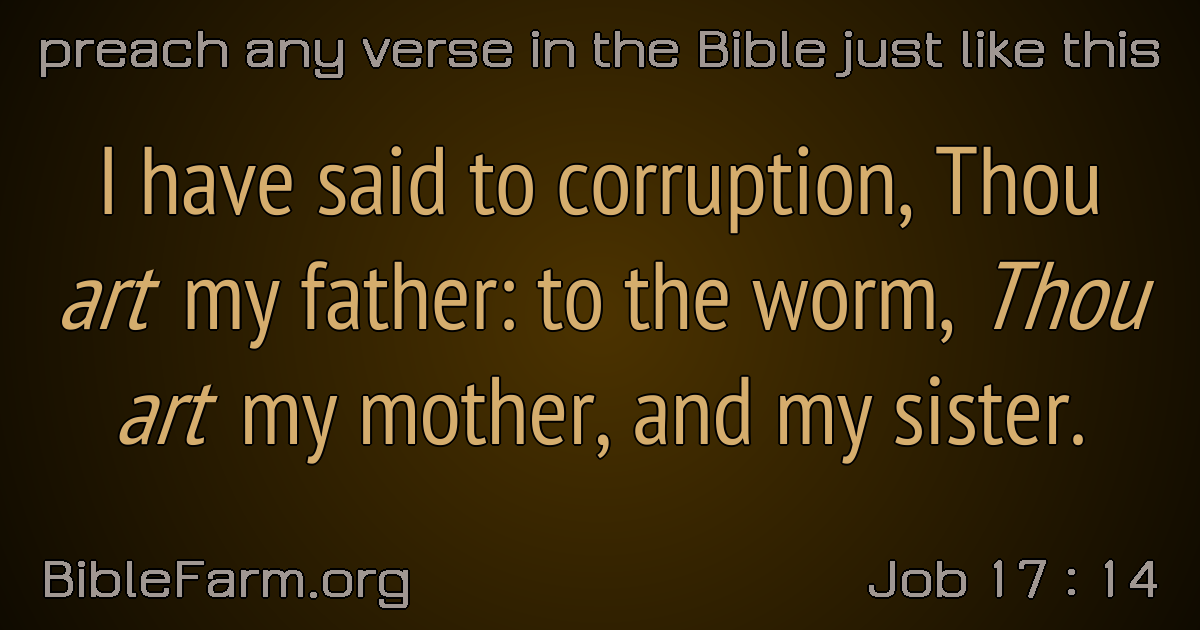 preach any verse in the Bible just like this
I have said to corruption, Thou
art my father: to the worm, Thou
art my mother, and my sister.
BibleFarm.org
Job 17 : 14